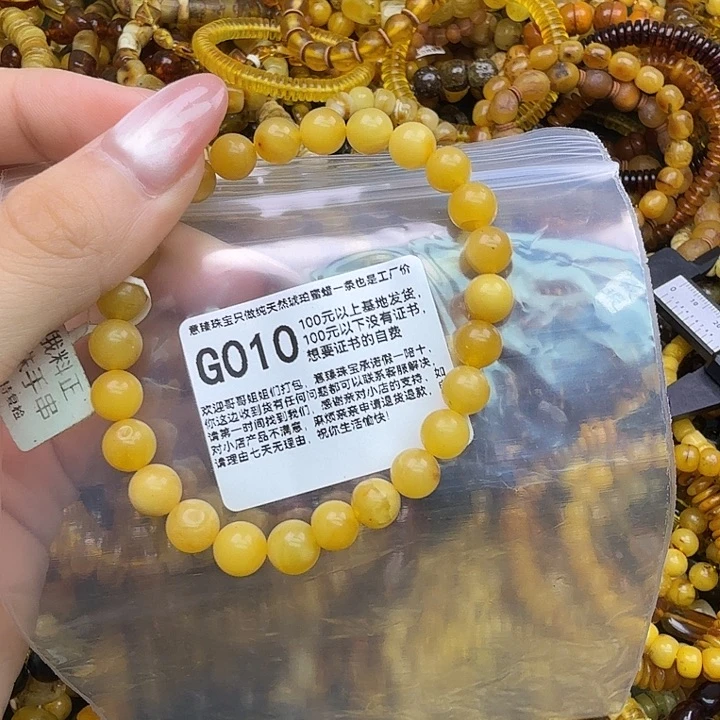 意臻珠宝只做纯天然琥珀蜜蜡一条也是工厂价
G010
100元以上基地发货，
100元以下没有证书，
想要证书的自费
欢迎哥哥姐姐们打包，意臻珠宝承诺假一陪十，
你这边收到货有任何问题都可以联系客服解决，如
请第一时间找到我们，感谢亲对小店的支持，
对小店产品不满意，麻烦亲亲申请退货退款，
请理由七天无理由，祝你生活愉快！
俄料正
手串